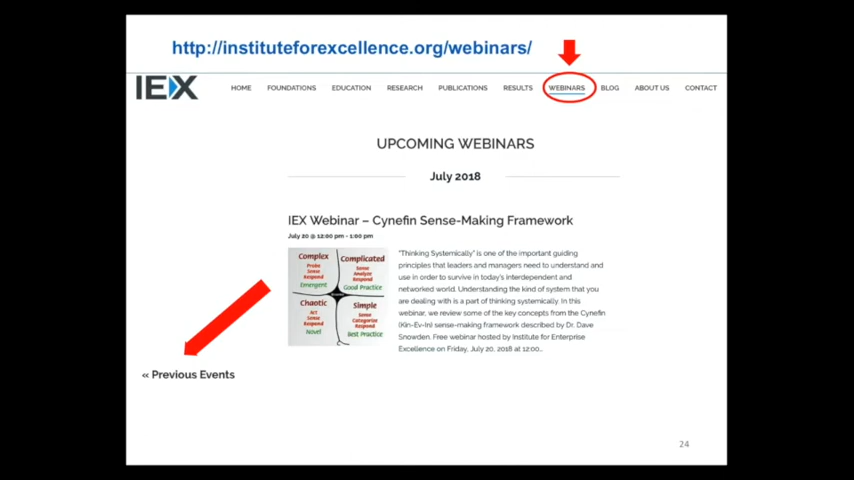 http://instituteforexcellence.org/webinars/
IEX
HOME FOUNDATIONS EDUCATION RESEARCH PUBLICATIONS RESULTS WEBINARS BLOG ABOUT US CONTACT
UPCOMING WEBINARS
July 2018
IEX Webinar – Cynefin Sense-Making Framework
July 20 @ 12:00 pm - 1:00 pm
Complex
Probe
Sense
Respond
Emergent
Complicated
Sense
Analyze
Respond
Good Practice
Chaotic
Act
Sense
Respond
Novel
Simple
Sense
Categorize
Respond
Best Practice
"Thinking Systemically" is one of the important guiding
principles that leaders and managers need to understand and
use in order to survive in today's interdependent and
networked world. Understanding the kind of system that you
are dealing with is a part of thinking systemically. In this
webinar, we review some of the key concepts from the Cynefin
(Kin-Ev-In) sense-making framework described by Dr. Dave
Snowden. Free webinar hosted by Institute for Enterprise
Excellence on Friday, July 20, 2018 at 12:00...
« Previous Events
24